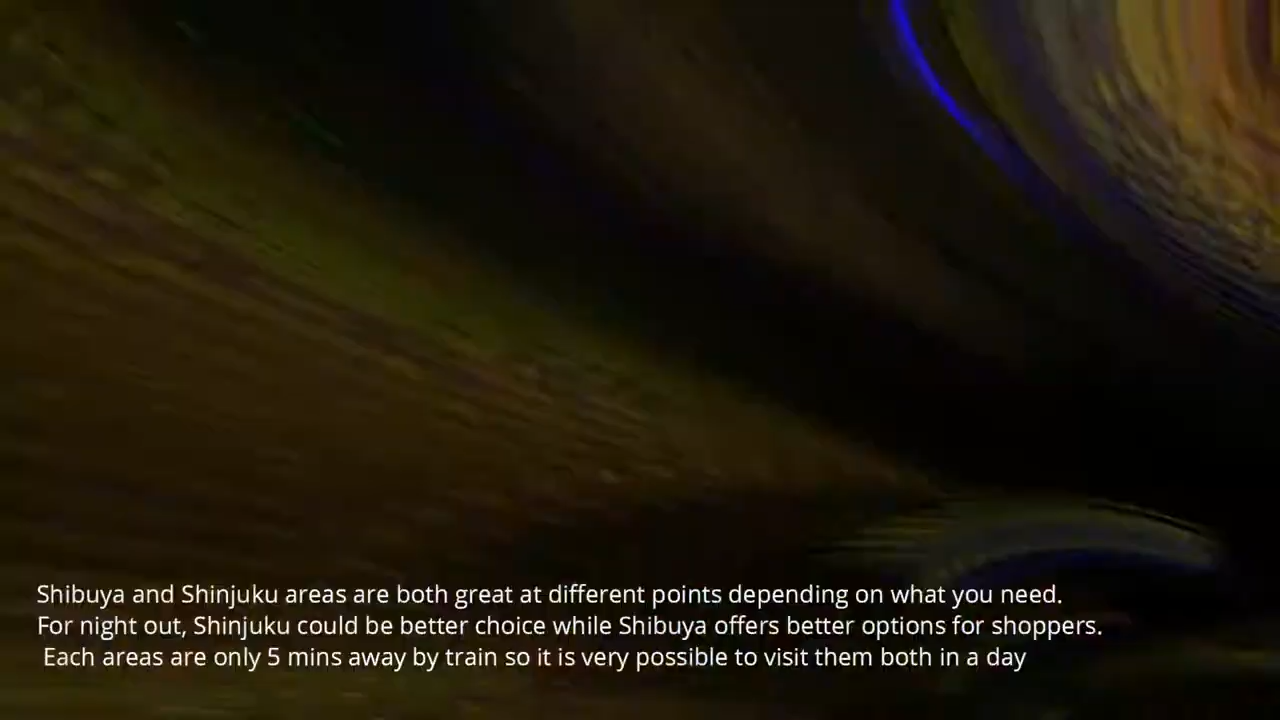 Shibuya and Shinjuku areas are both great at different points depending on what you need.
For night out, Shinjuku could be better choice while Shibuya offers better options for shoppers.
Each areas are only 5 mins away by train so it is very possible to visit them both in a day